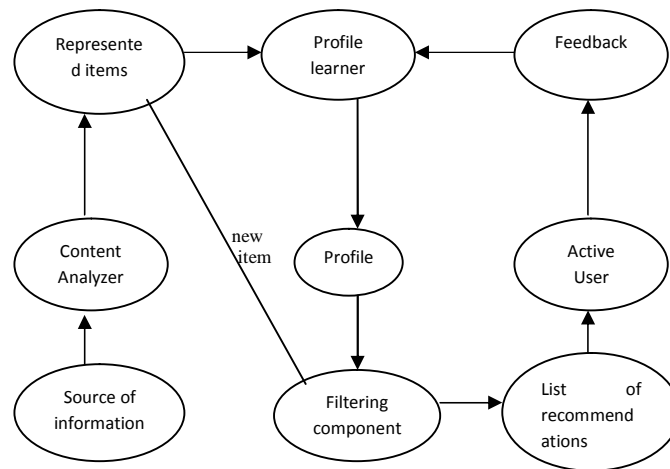 Represente
d items
Profile
learner
Feedback
new
item
Content
Analyzer
Profile
Active
User
Source of
information
Filtering
component
List of
recommend
ations